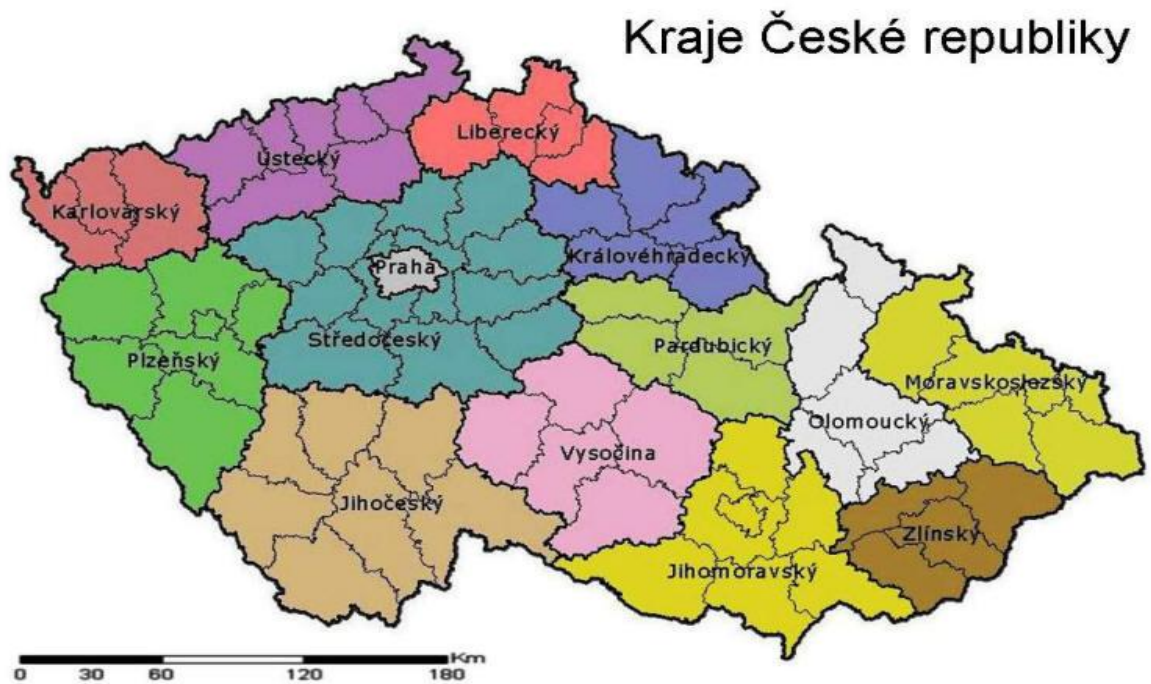 Kraje České republiky
Liberecký
Ústecký
Karlovarský
Královéhradecký
Praha
Středočeský
Pardubický
Plzeňský
Moravskoslezský
Olomoucký
Vysočina
Jihočeský
Zlínský
Jihomoravský
Km
0 30 60 120 180